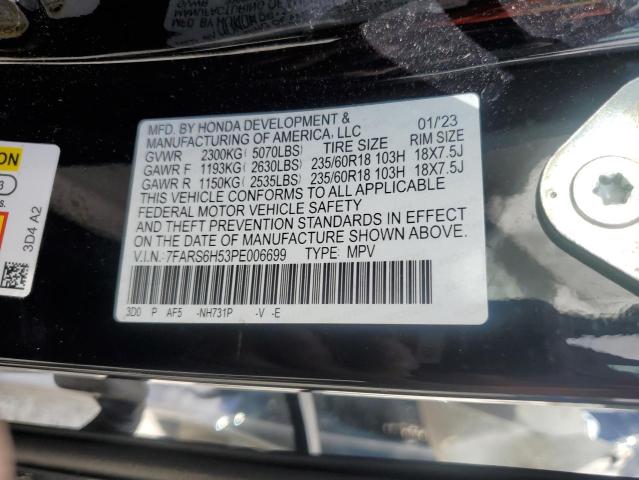 MFD. BY HONDA DEVELOPMENT & 01/'23
MANUFACTURING OF AMERICA, LLC
TIRE SIZE RIM SIZE
GVWR 2300KG( 5070LBS)
GAWR F 1193KG( 2630LBS) 235/60R18 103H 18X7.5J
GAWR R 1150KG( 2535LBS) 235/60R18 103H 18X7.5J
THIS VEHICLE CONFORMS TO ALL APPLICABLE
FEDERAL MOTOR VEHICLE SAFETY
AND THEFT PREVENTION STANDARDS IN EFFECT
ON THE DATE OF MANUFACTURE SHOWN ABOVE.
V.I.N.: 7FARS6H53PE006699 TYPE: MPV
3D0 P AF5 -NH731P -V -E
3D4 A2